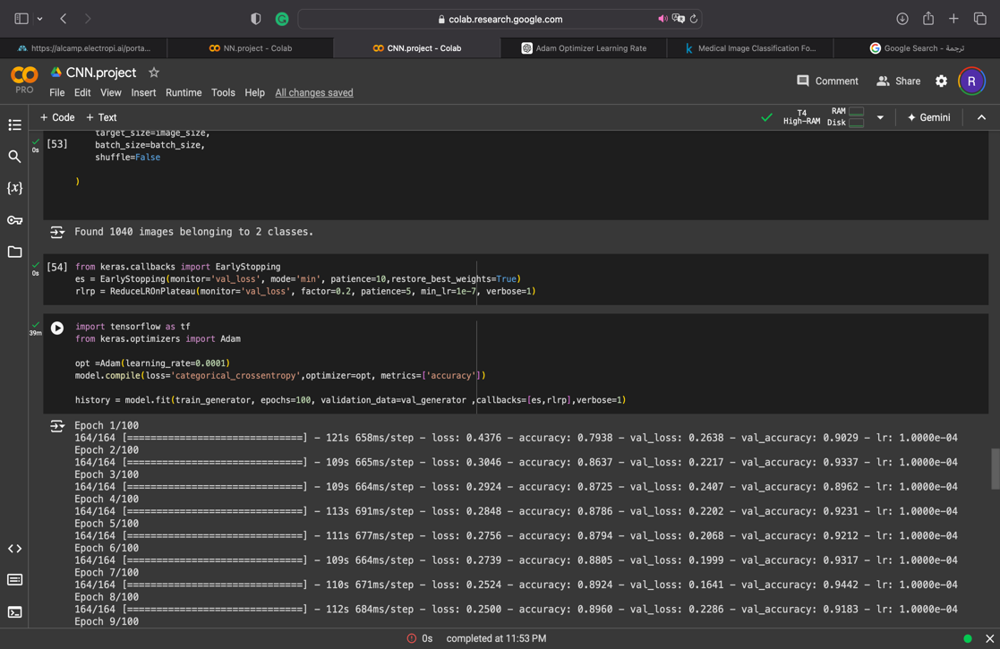 colab.research.google.com
https://alcamp.electropi.ai/porta...
NN.project - Colab
CNN.project - Colab
Adam Optimizer Learning Rate
Medical Image Classification Fo...
Google Search - ترجمة
CNN.project
PRO
File Edit View Insert Runtime Tools Help All changes saved
Comment
Share
R
+ Code + Text
T4
High-RAM
RAM
Disk
Gemini
target_size=image_size,
0s
[53]
batch_size=batch_size,
shuffle=False
)
Found 1040 images belonging to 2 classes.
0s
[54]
from keras.callbacks import EarlyStopping
es = EarlyStopping(monitor='val_loss', mode='min', patience=10,restore_best_weights=True)
rlrp = ReduceLROnPlateau(monitor='val_loss', factor=0.2, patience=5, min_lr=1e-7, verbose=1)
39m
import tensorflow as tf
from keras.optimizers import Adam
opt =Adam(learning_rate=0.0001)
model.compile(loss='categorical_crossentropy',optimizer=opt, metrics=['accuracy'])
history = model.fit(train_generator, epochs=100, validation_data=val_generator ,callbacks=[es,rlrp],verbose=1)
Epoch 1/100
164/164 [==============================] - 121s 658ms/step - loss: 0.4376 - accuracy: 0.7938 - val_loss: 0.2638 - val_accuracy: 0.9029 - lr: 1.0000e-04
Epoch 2/100
164/164 [==============================] - 109s 665ms/step - loss: 0.3046 - accuracy: 0.8637 - val_loss: 0.2217 - val_accuracy: 0.9337 - lr: 1.0000e-04
Epoch 3/100
164/164 [==============================] - 109s 664ms/step - loss: 0.2924 - accuracy: 0.8725 - val_loss: 0.2407 - val_accuracy: 0.8962 - lr: 1.0000e-04
Epoch 4/100
164/164 [==============================] - 113s 691ms/step - loss: 0.2848 - accuracy: 0.8786 - val_loss: 0.2202 - val_accuracy: 0.9231 - lr: 1.0000e-04
Epoch 5/100
164/164 [==============================] - 111s 677ms/step - loss: 0.2756 - accuracy: 0.8794 - val_loss: 0.2068 - val_accuracy: 0.9212 - lr: 1.0000e-04
Epoch 6/100
164/164 [==============================] - 109s 664ms/step - loss: 0.2739 - accuracy: 0.8805 - val_loss: 0.1999 - val_accuracy: 0.9317 - lr: 1.0000e-04
Epoch 7/100
164/164 [==============================] - 110s 671ms/step - loss: 0.2524 - accuracy: 0.8924 - val_loss: 0.1641 - val_accuracy: 0.9442 - lr: 1.0000e-04
Epoch 8/100
164/164 [==============================] - 112s 684ms/step - loss: 0.2500 - accuracy: 0.8960 - val_loss: 0.2286 - val_accuracy: 0.9183 - lr: 1.0000e-04
Epoch 9/100
0s completed at 11:53 PM